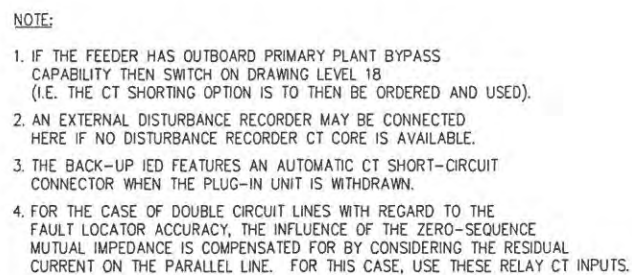 NOTE:
1. IF THE FEEDER HAS OUTBOARD PRIMARY PLANT BYPASS
CAPABILITY THEN SWITCH ON DRAWING LEVEL 18
(I.E. THE CT SHORTING OPTION IS TO THEN BE ORDERED AND USED).
2. AN EXTERNAL DISTURBANCE RECORDER MAY BE CONNECTED
HERE IF NO DISTURBANCE RECORDER CT CORE IS AVAILABLE.
3. THE BACK-UP IED FEATURES AN AUTOMATIC CT SHORT-CIRCUIT
CONNECTOR WHEN THE PLUG-IN UNIT IS WITHDRAWN.
4. FOR THE CASE OF DOUBLE CIRCUIT LINES WITH REGARD TO THE
FAULT LOCATOR ACCURACY, THE INFLUENCE OF THE ZERO-SEQUENCE
MUTUAL IMPEDANCE IS COMPENSATED FOR BY CONSIDERING THE RESIDUAL
CURRENT ON THE PARALLEL LINE. FOR THIS CASE, USE THESE RELAY CT INPUTS.